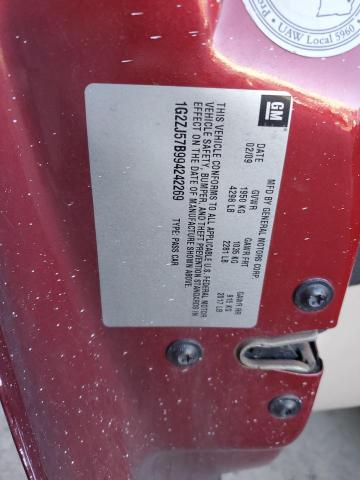 UAW Local 5960
GM
MFD BY GENERAL MOTORS CORP
DATE GVWR GAWR FRT GAWR RR
02/09 1950 KG 1035 KG 915 KG
4298 LB 2281 LB 2017 LB
THIS VEHICLE CONFORMS TO ALL APPLICABLE U.S. FEDERAL MOTOR
VEHICLE SAFETY, BUMPER, AND THEFT PREVENTION STANDARDS IN
EFFECT ON THE DATE OF MANUFACTURE SHOWN ABOVE.
1G2ZJ57B994242269 TYPE: PASS CAR